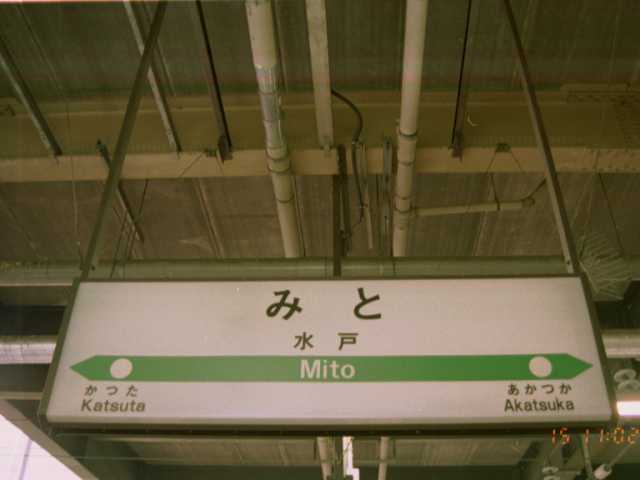 みと
水戸
Mito
かつた
Katsuta
あかつか
Akatsuka
15 11:02